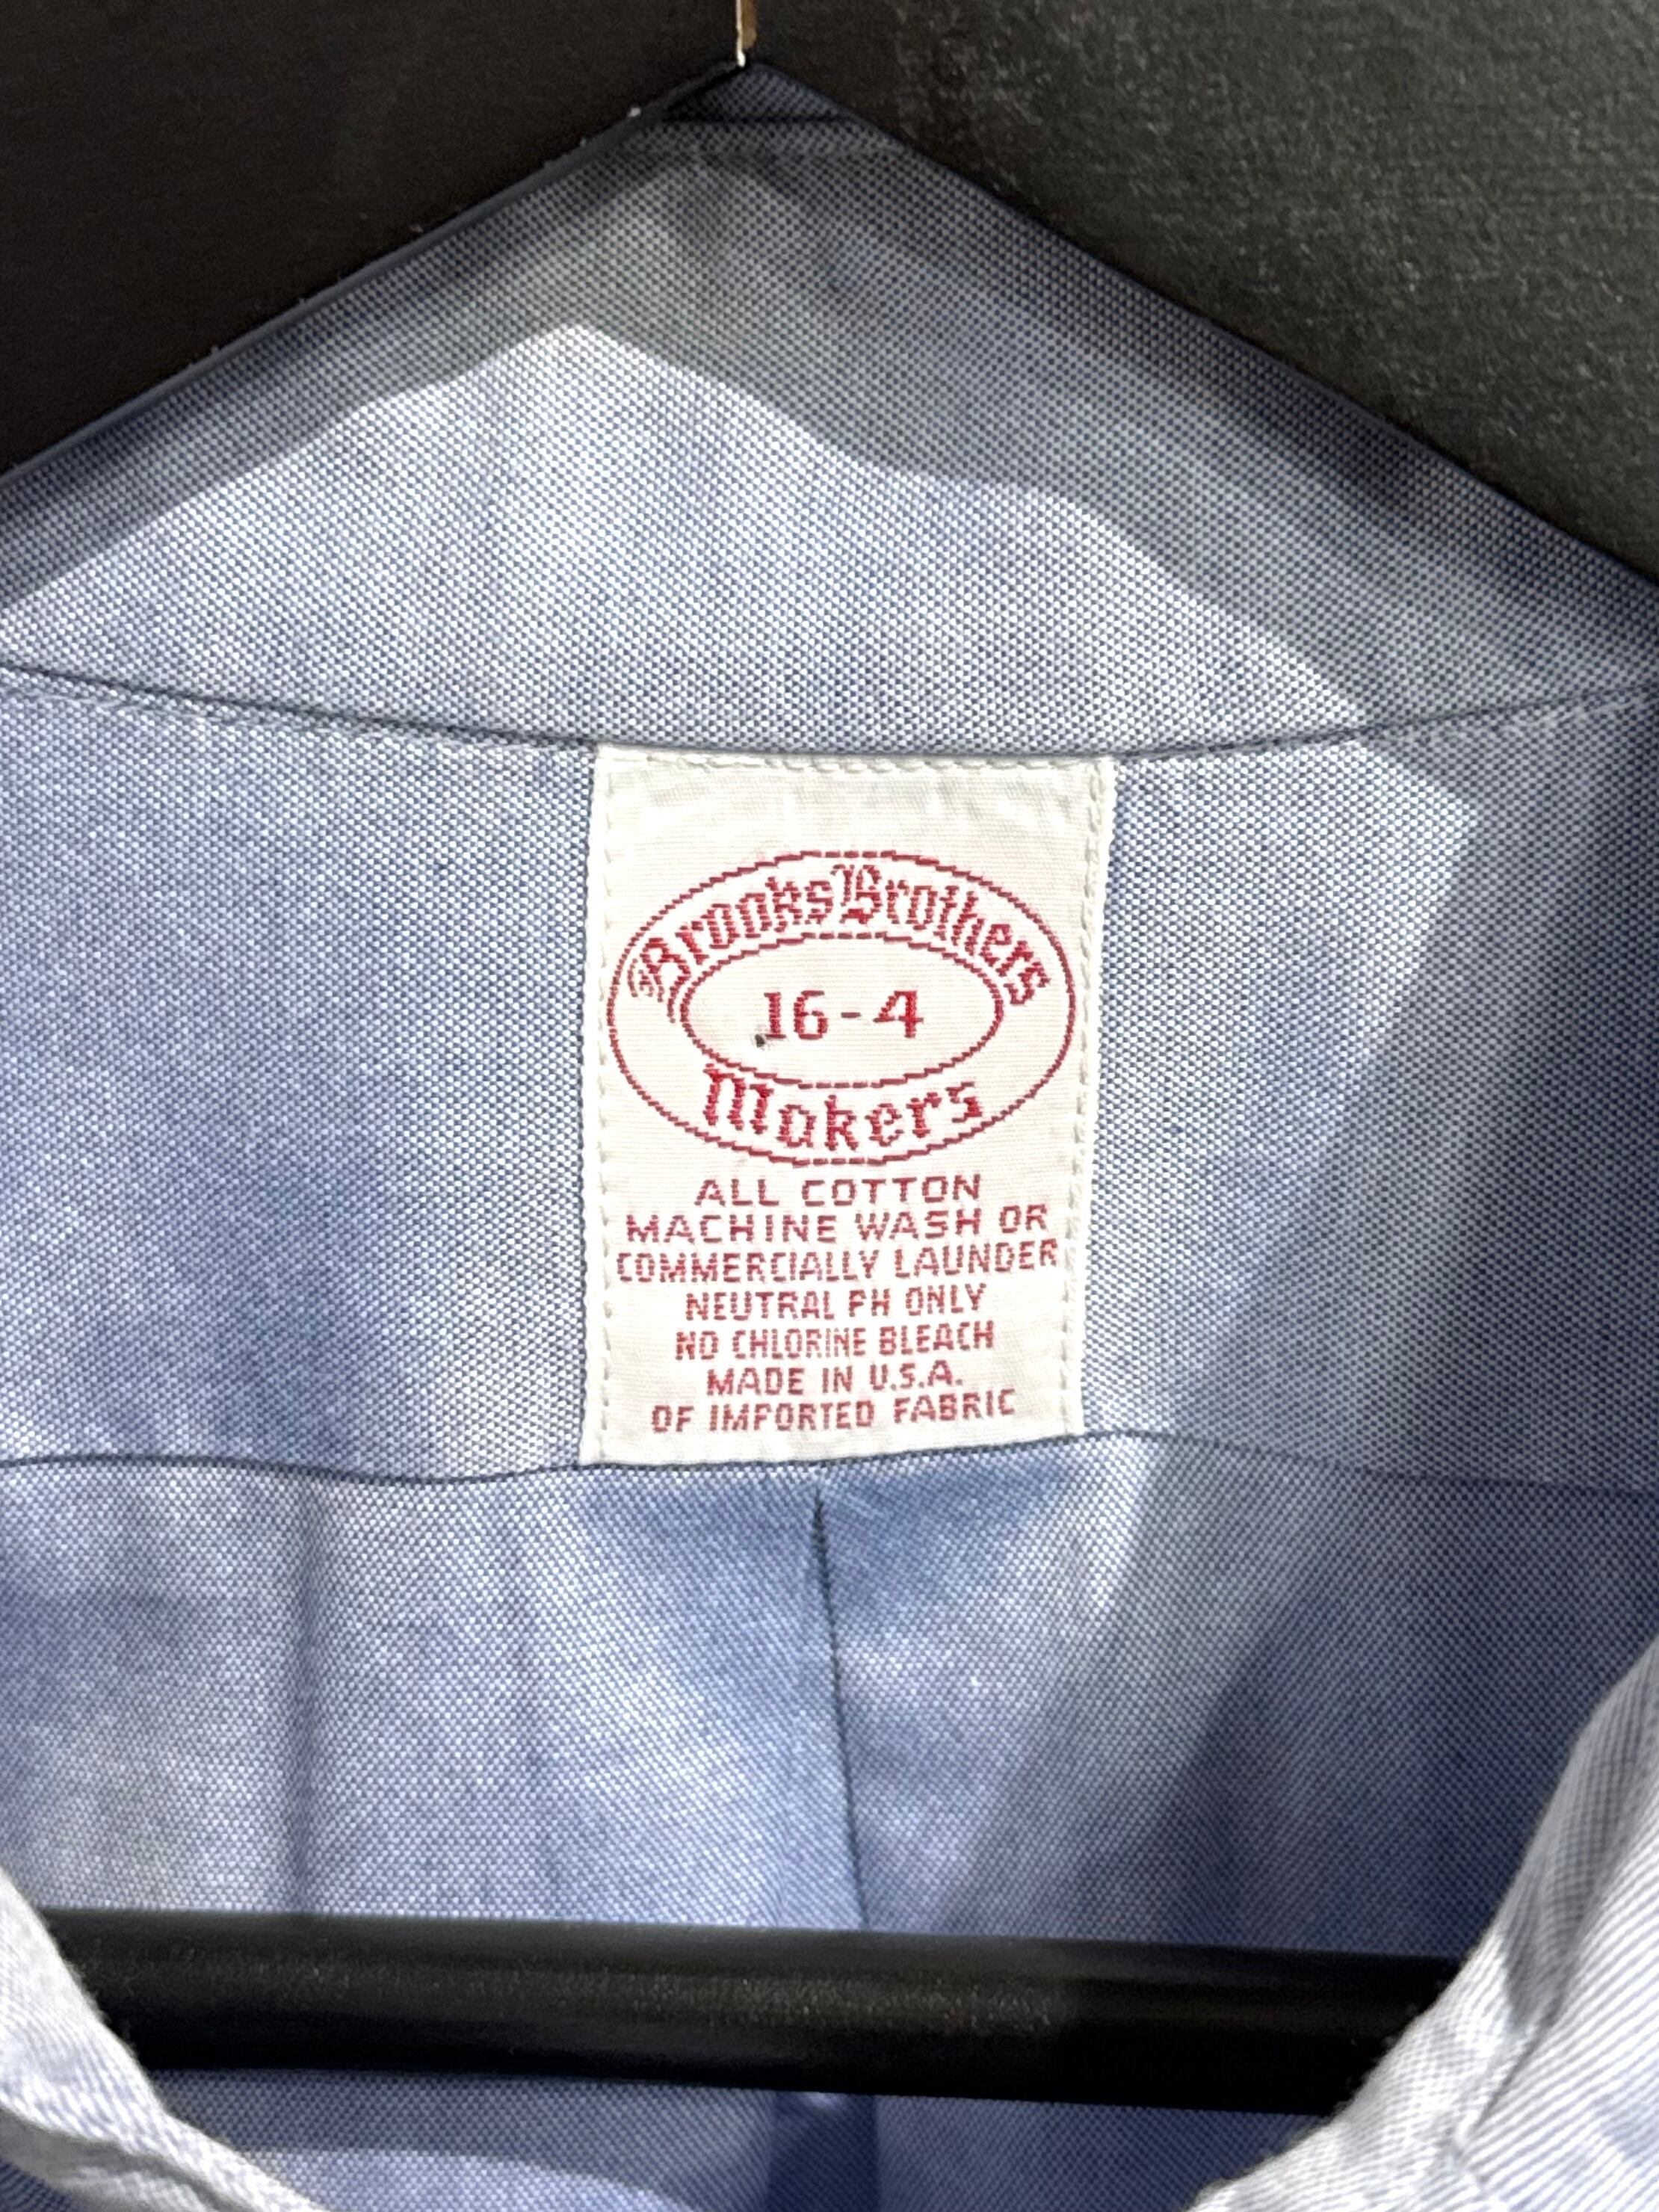 Brooks Brothers
16-4
Makers
ALL COTTON
MACHINE WASH OR
COMMERCIALLY LAUNDER
NEUTRAL PH ONLY
NO CHLORINE BLEACH
MADE IN U.S.A.
OF IMPORTED FABRIC